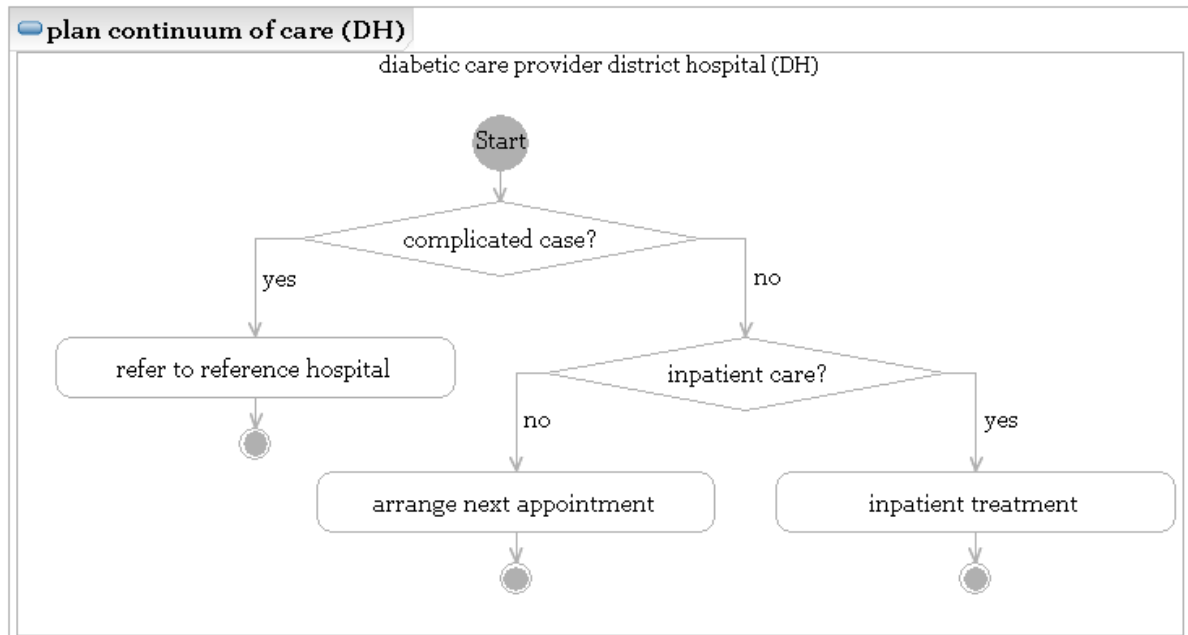 plan continuum of care (DH)
diabetic care provider district hospital (DH)
Start
complicated case?
yes
no
refer to reference hospital
inpatient care?
no
yes
arrange next appointment
inpatient treatment